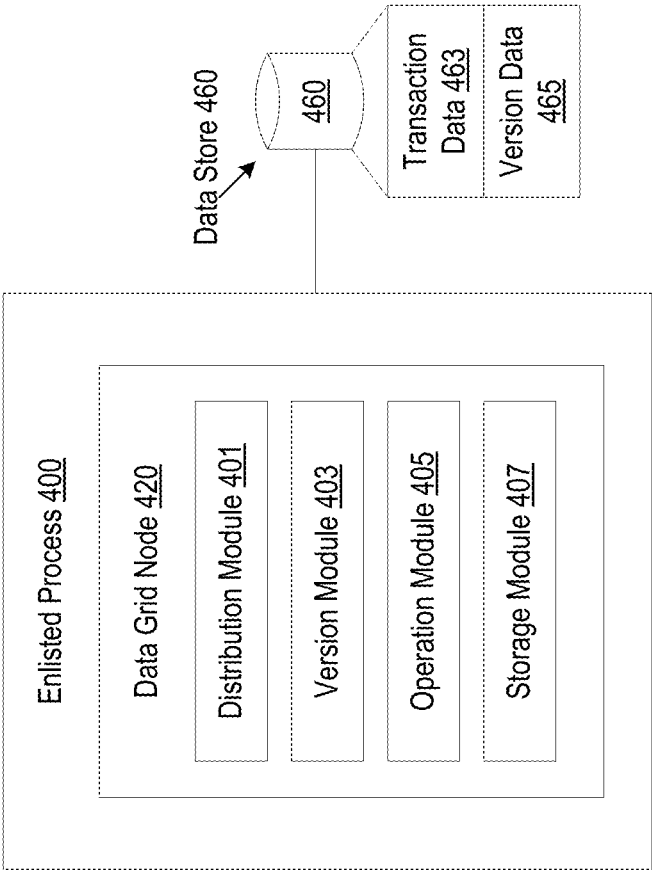 Enlisted Process 400
Data Grid Node 420
Distribution Module 401
Version Module 403
Operation Module 405
Storage Module 407
Data Store 460
460
Transaction
Data 463
Version Data
465